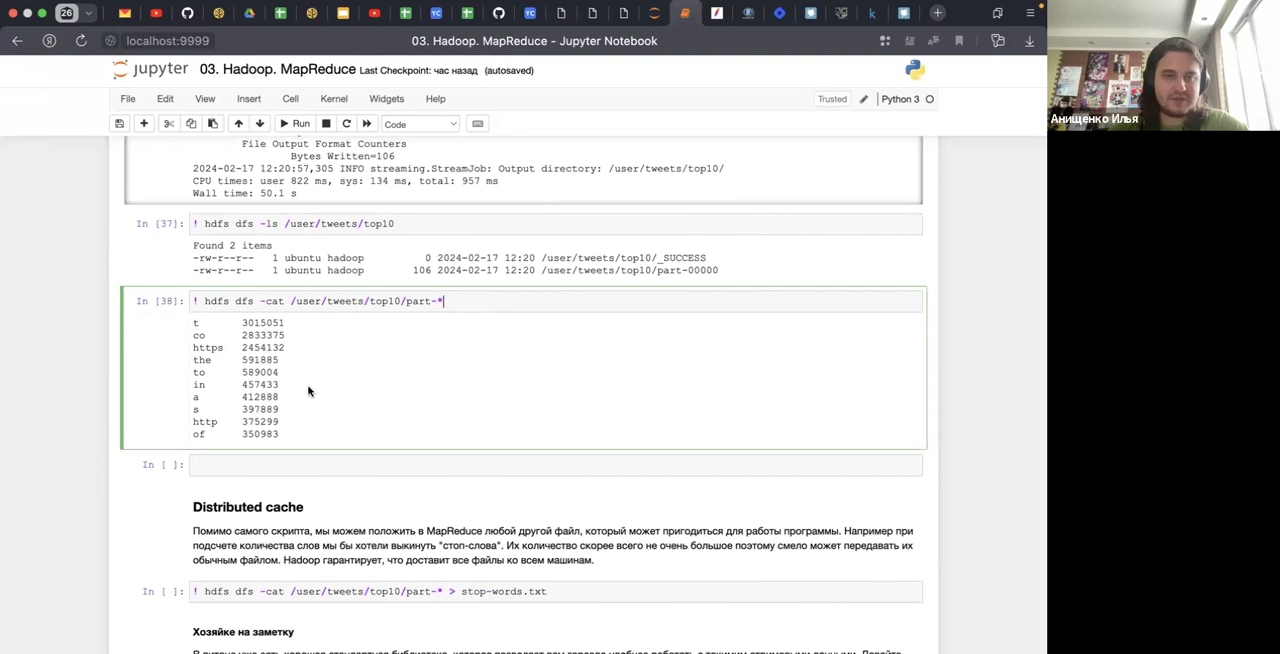 26
localhost:9999
03. Hadoop. MapReduce - Jupyter Notebook
jupyter 03. Hadoop. MapReduce Last Checkpoint: час назад (autosaved)
File Edit View Insert Cell Kernel Widgets Help
Trusted Python 3
Run Code
File Output Format Counters
Bytes Written=106
2024-02-17 12:20:57,305 INFO streaming.StreamJob: Output directory: /user/tweets/top10/
CPU times: user 822 ms, sys: 134 ms, total: 957 ms
Wall time: 50.1 s
In [37]: ! hdfs dfs -ls /user/tweets/top10
Found 2 items
-rw-r--r-- 1 ubuntu hadoop 0 2024-02-17 12:20 /user/tweets/top10/_SUCCESS
-rw-r--r-- 1 ubuntu hadoop 106 2024-02-17 12:20 /user/tweets/top10/part-00000
In [38]: ! hdfs dfs -cat /user/tweets/top10/part-*
t 3015051
co 2833375
https 2454132
the 591885
to 589004
in 457433
a 412888
s 397889
http 375299
of 350983
In [ ]:
Distributed cache
Помимо самого скрипта, мы можем положить в MapReduce любой другой файл, который может пригодиться для работы программы. Например при
подсчете количества слов мы бы хотели выкинуть "стоп-слова". Их количество скорее всего не очень большое поэтому смело может передавать их
обычным файлом. Hadoop гарантирует, что доставит все файлы ко всем машинам.
In [ ]: ! hdfs dfs -cat /user/tweets/top10/part-* > stop-words.txt
Хозяйке на заметку
Анищенко Илья